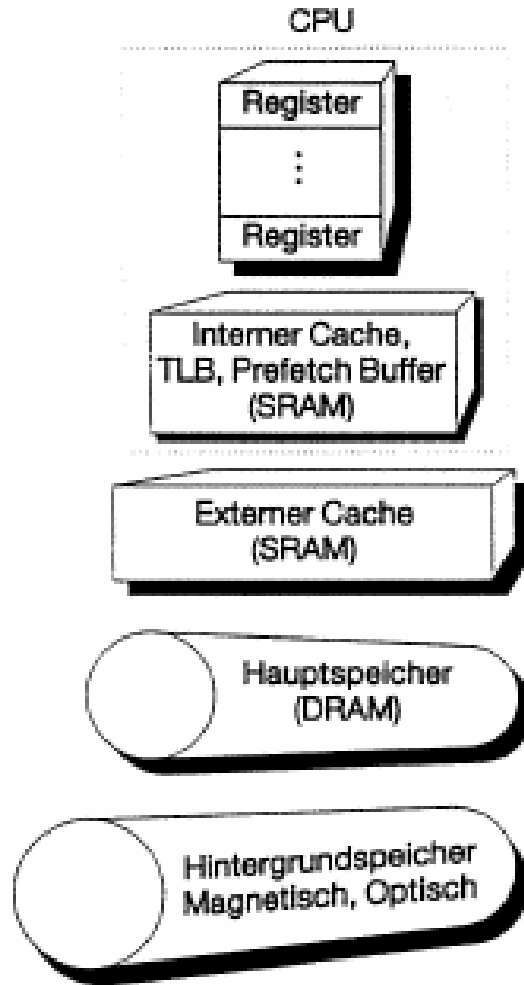 CPU
Register
⋮
Register
Interner Cache,
TLB, Prefetch Buffer
(SRAM)
Externer Cache
(SRAM)
Hauptspeicher
(DRAM)
Hintergrundspeicher
Magnetisch, Optisch